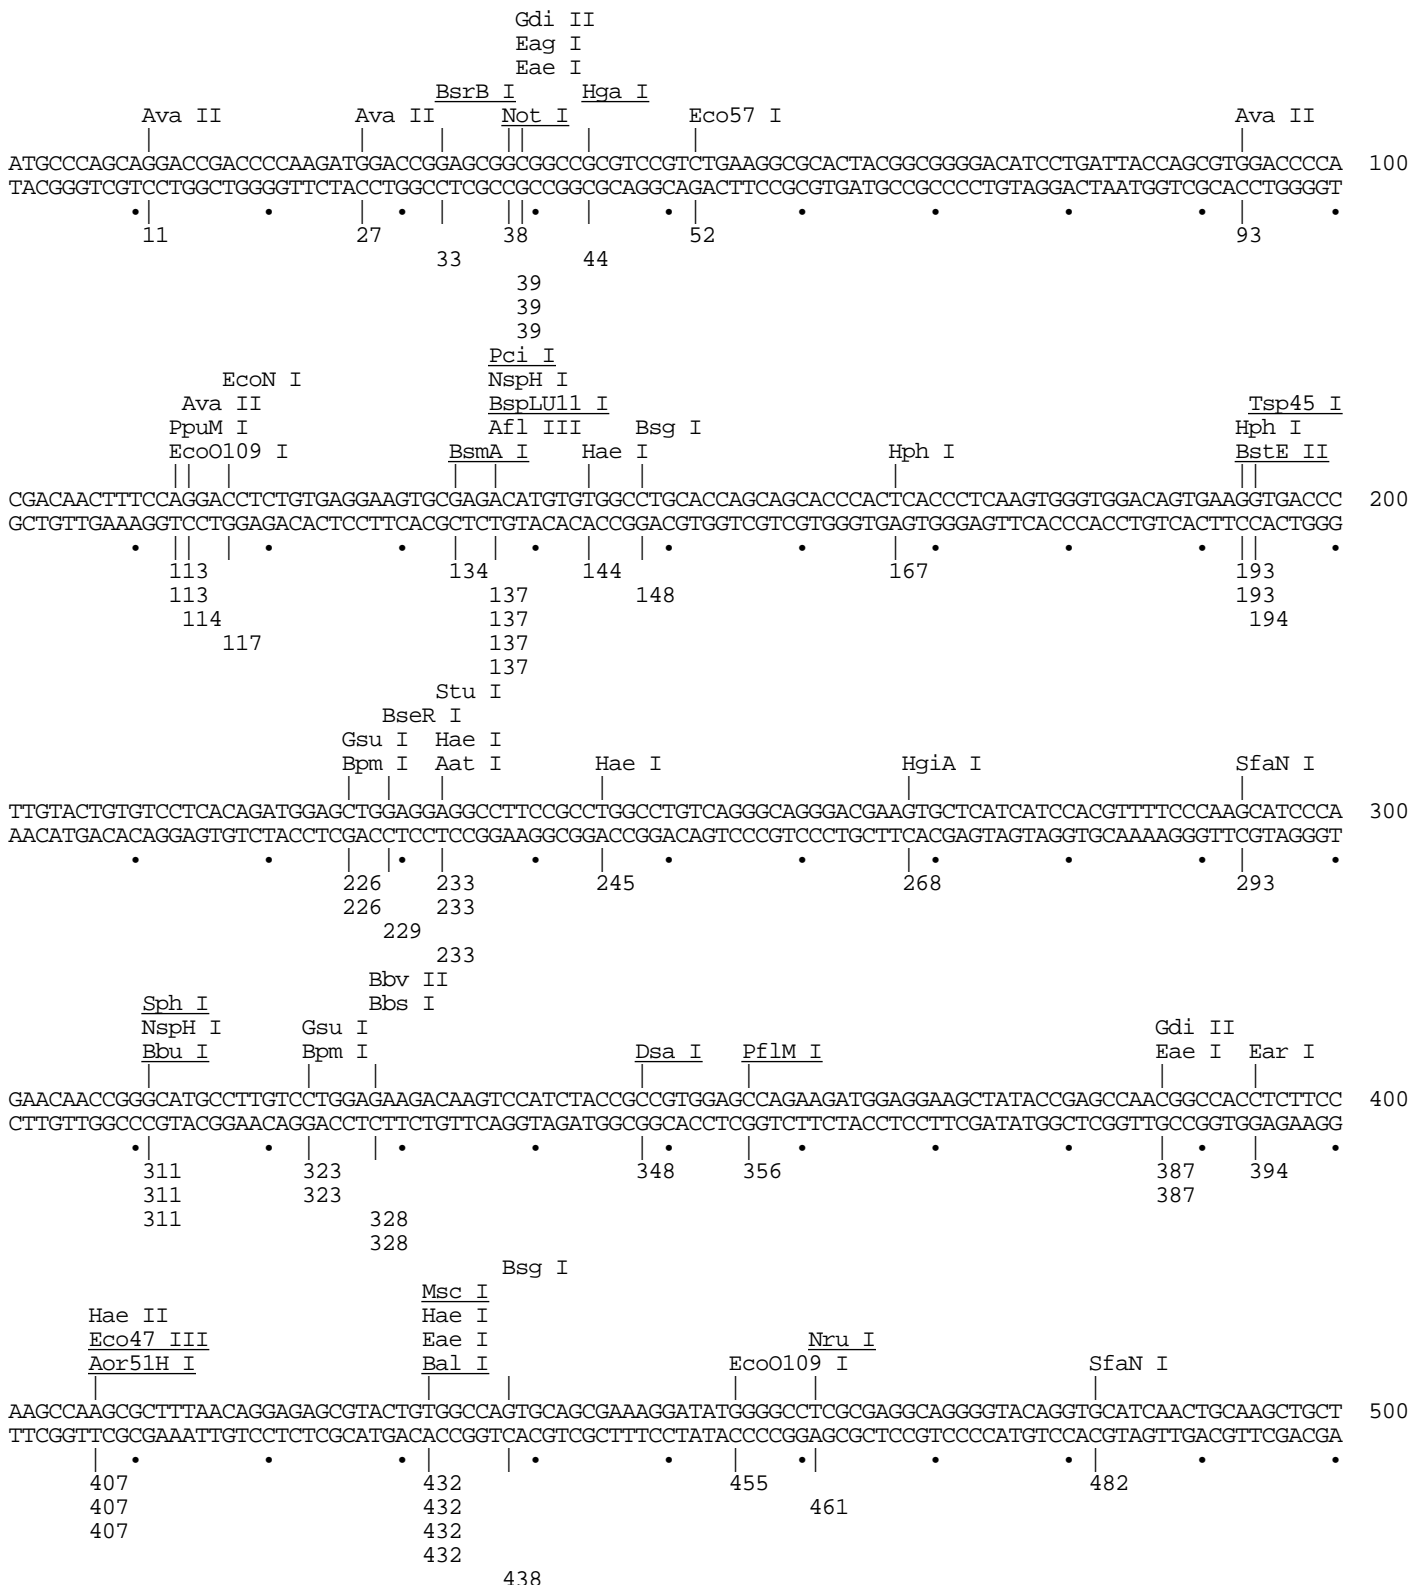 Gdi II
Eag I
Eae I
BsrB I Hga I
Ava II Ava II Not I Eco57 I Ava II
ATGCCCAGCAGGACCGACCCCAAGATGGACCGGAGCGGCGGCCGCGTCCGTCTGAAGGCGCACTACGGCGGGGACATCCTGATTACCAGCGTGGACCCCA 100
TACGGGTCGTCCTGGCTGGGGTTCTACCTGGCCTCGCCGCCGGCGCAGGCAGACTTCCGCGTGATGCCGCCCCTGTAGGACTAATGGTCGCACCTGGGGT
11 27 38 52 93
33 44
39
39
39
Pci I
EcoN I NspH I
Ava II BspLU11 I Tsp45 I
PpuM I Afl III Bsg I Hph I
EcoO109 I BsmA I Hae I Hph I BstE II
CGACAACTTTCCAGGACCTCTGTGAGGAAGTGCGAGACATGTGTGGCCTGCACCAGCAGCACCCACTCACCCTCAAGTGGGTGGACAGTGAAGGTGACCC 200
GCTGTTGAAAGGTCCTGGAGACACTCCTTCACGCTCTGTACACACCGGACGTGGTCGTCGTGGGTGAGTGGGAGTTCACCCACCTGTCACTTCCACTGGG
113 134 144 167 193
113 137 148 193
114 137 194
117 137
137
Stu I
BseR I
Gsu I Hae I
Bpm I Aat I Hae I HgiA I SfaN I
TTGTACTGTGTCCTCACAGATGGAGCTGGAGGAGGCCTTCCGCCTGGCCTGTCAGGGCAGGGACGAAGTGCTCATCATCCACGTTTTCCCAAGCATCCCA 300
AACATGACACAGGAGTGTCTACCTCGACCTCCTCCGGAAGGCGGACCGGACAGTCCCGTCCCTGCTTCACGAGTAGTAGGTGCAAAAGGGTTCGTAGGGT
226 233 245 268 293
226 233
229
233
Bbv II
Sph I Bbs I
NspH I Gsu I Gdi II
Bbu I Bpm I Dsa I PflM I Eae I Ear I
GAACAACCGGGCATGCCTTGTCCTGGAGAAGACAAGTCCATCTACCGCCGTGGAGCCAGAAGATGGAGGAAGCTATACCGAGCCAACGGCCACCTCTTCC 400
CTTGTTGGCCCGTACGGAACAGGACCTCTTCTGTTCAGGTAGATGGCGGCACCTCGGTCTTCTACCTCCTTCGATATGGCTCGGTTGCCGGTGGAGAAGG
311 323 348 356 387 394
311 323 387
311 328
328
Bsg I
Msc I
Hae II Hae I
Eco47 III Eae I Nru I
Aor51H I Bal I EcoO109 I SfaN I
AAGCCAAGCGCTTTAACAGGAGAGCGTACTGTGGCCAGTGCAGCGAAAGGATATGGGGCCTCGCGAGGCAGGGGTACAGGTGCATCAACTGCAAGCTGCT 500
TTCGGTTCGCGAAATTGTCCTCTCGCATGACACCGGTCACGTCGCTTTCCTATACCCCGGAGCGCTCCGTCCCCATGTCCACGTAGTTGACGTTCGACGA
407 432 455 482
407 432 461
407 432
432
438